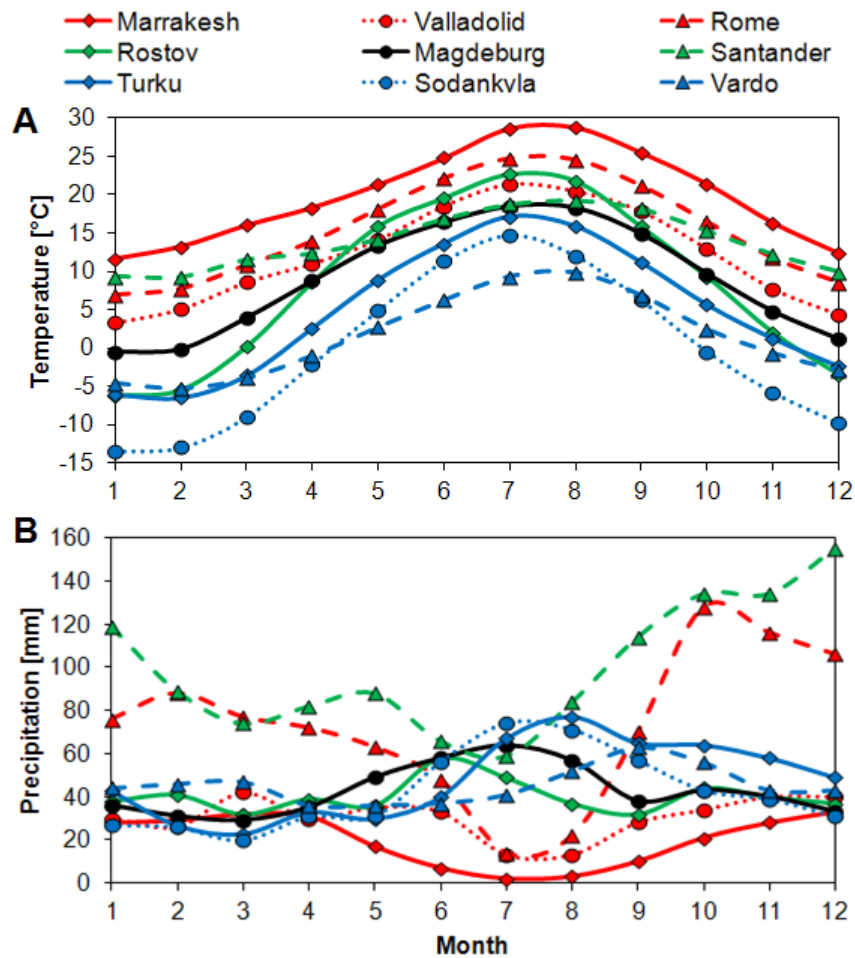 Marrakesh Valladolid Rome
Rostov Magdeburg Santander
Turku Sodankvla Vardo
A
30
25
20
15
10
5
0
-5
-10
-15
Temperature [°C]
1 2 3 4 5 6 7 8 9 10 11 12
B
160
140
120
100
80
60
40
20
0
Precipitation [mm]
1 2 3 4 5 6 7 8 9 10 11 12
Month